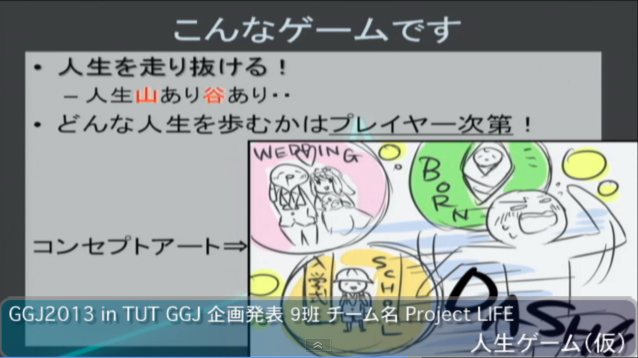 こんなゲームです
• 人生を走り抜ける！
– 人生山あり谷あり‥
• どんな人生を歩むかはプレイヤー次第！
WEDDING
BORN
コンセプトアート⇒
入学式
SCHOOL
DASH!
GGJ2013 in TUT GGJ 企画発表 9班 チーム名 Project LIFE
人生ゲーム（仮）